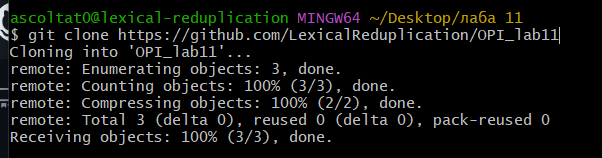 ascoltat0@lexical-reduplication MINGW64 ~/Desktop/лаба 11
$ git clone https://github.com/LexicalReduplication/OPI_lab11
Cloning into 'OPI_lab11'...
remote: Enumerating objects: 3, done.
remote: Counting objects: 100% (3/3), done.
remote: Compressing objects: 100% (2/2), done.
remote: Total 3 (delta 0), reused 0 (delta 0), pack-reused 0
Receiving objects: 100% (3/3), done.